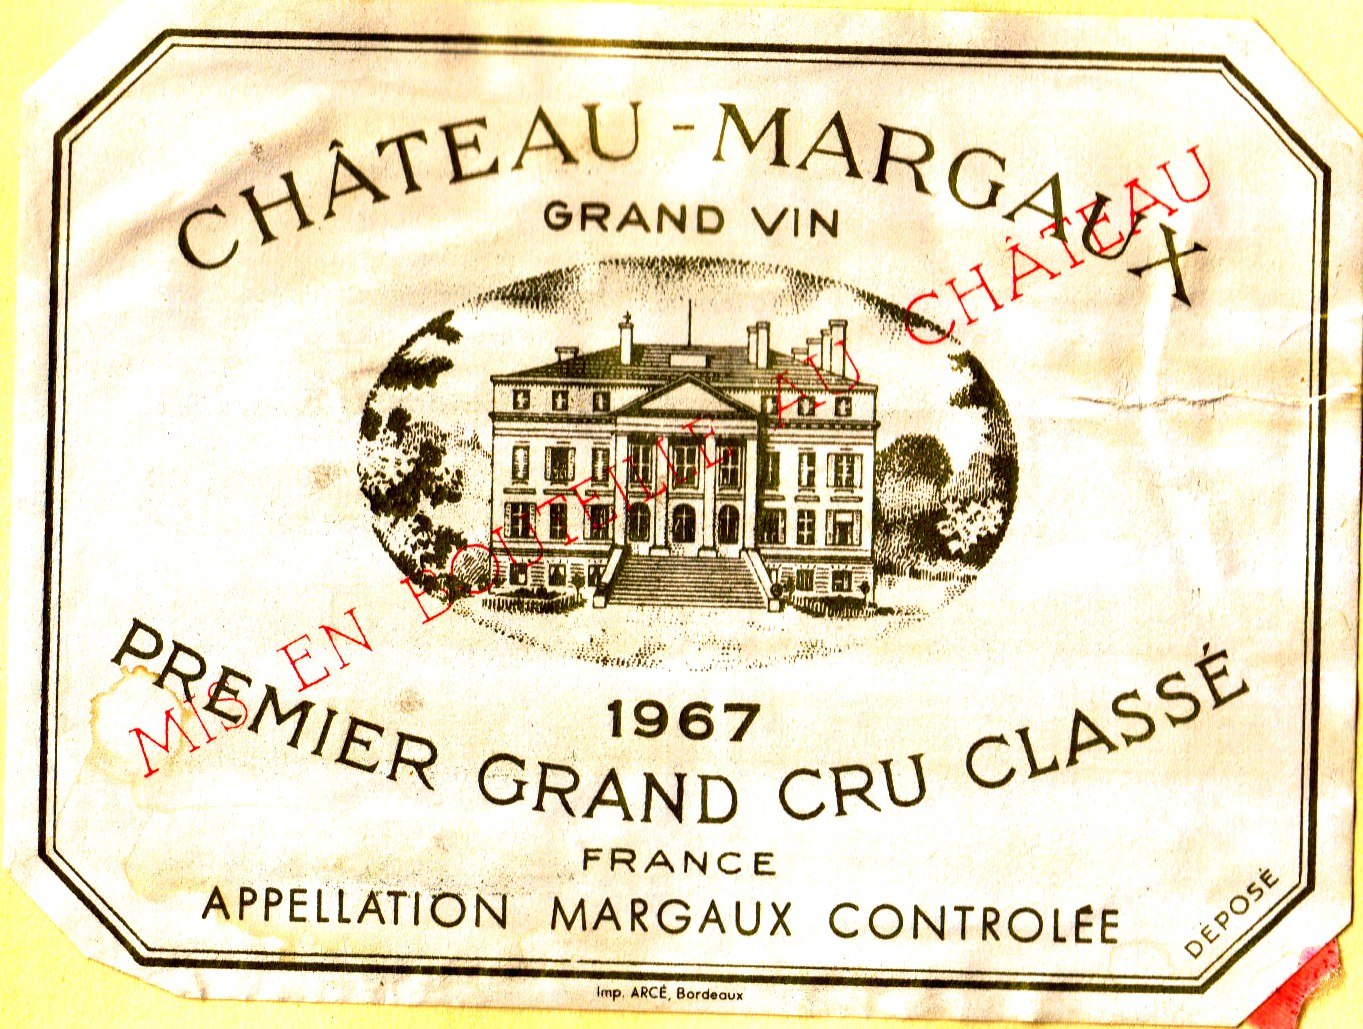 CHÂTEAU - MARGAUX
GRAND VIN
MIS EN BOUTEILLE AU CHÂTEAU
1967
PREMIER GRAND CRU CLASSÉ
FRANCE
APPELLATION MARGAUX CONTROLÉE
DÉPOSÉ
Imp. ARCÉ, Bordeaux